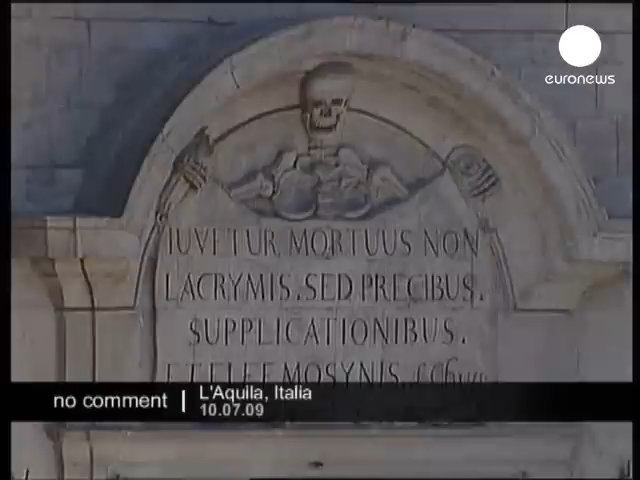 euronews
IUVETUR MORTUUS NON
LACRYMIS. SED PRECIBUS.
SUPPLICATIONIBUS.
ET ELEEMOSYNIS.
no comment
L'Aquila, Italia
10.07.09